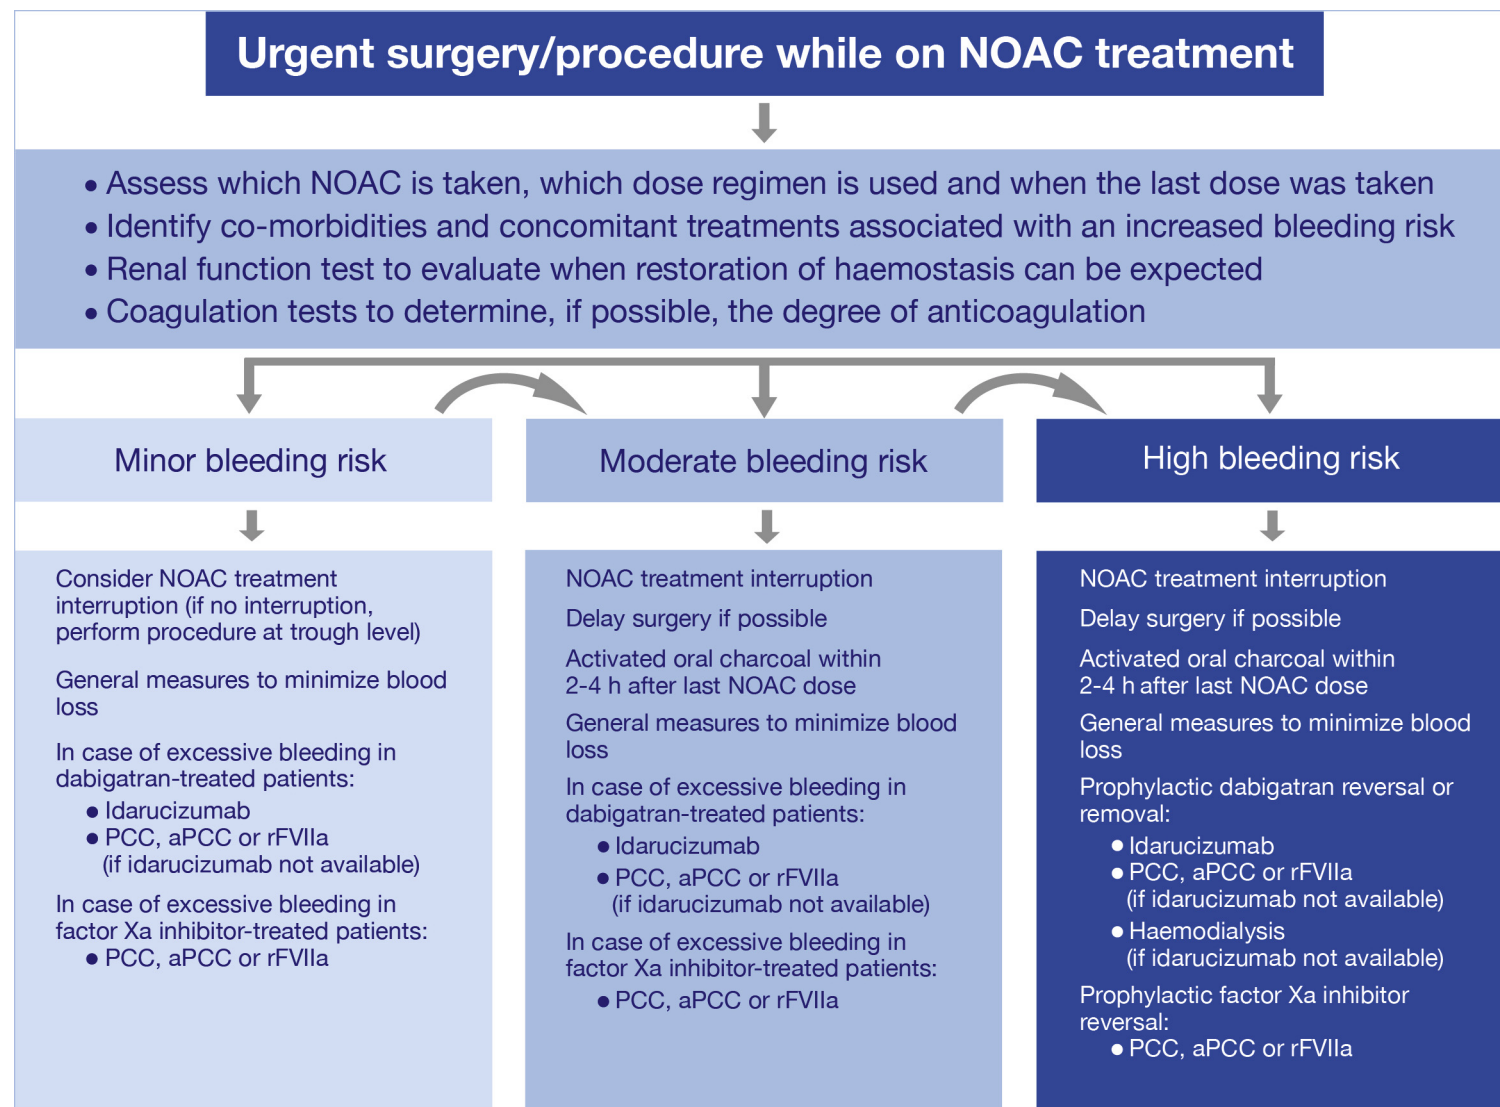 Urgent surgery/procedure while on NOAC treatment
• Assess which NOAC is taken, which dose regimen is used and when the last dose was taken
• Identify co-morbidities and concomitant treatments associated with an increased bleeding risk
• Renal function test to evaluate when restoration of haemostasis can be expected
• Coagulation tests to determine, if possible, the degree of anticoagulation
Minor bleeding risk
Consider NOAC treatment
interruption (if no interruption,
perform procedure at trough level)
General measures to minimize blood
loss
In case of excessive bleeding in
dabigatran-treated patients:
• Idarucizumab
• PCC, aPCC or rFVIIa
(if idarucizumab not available)
In case of excessive bleeding in
factor Xa inhibitor-treated patients:
• PCC, aPCC or rFVIIa
Moderate bleeding risk
NOAC treatment interruption
Delay surgery if possible
Activated oral charcoal within
2-4 h after last NOAC dose
General measures to minimize blood
loss
In case of excessive bleeding in
dabigatran-treated patients:
• Idarucizumab
• PCC, aPCC or rFVIIa
(if idarucizumab not available)
In case of excessive bleeding in
factor Xa inhibitor-treated patients:
• PCC, aPCC or rFVIIa
High bleeding risk
NOAC treatment interruption
Delay surgery if possible
Activated oral charcoal within
2-4 h after last NOAC dose
General measures to minimize blood
loss
Prophylactic dabigatran reversal or
removal:
• Idarucizumab
• PCC, aPCC or rFVIIa
(if idarucizumab not available)
• Haemodialysis
(if idarucizumab not available)
Prophylactic factor Xa inhibitor
reversal:
• PCC, aPCC or rFVIIa